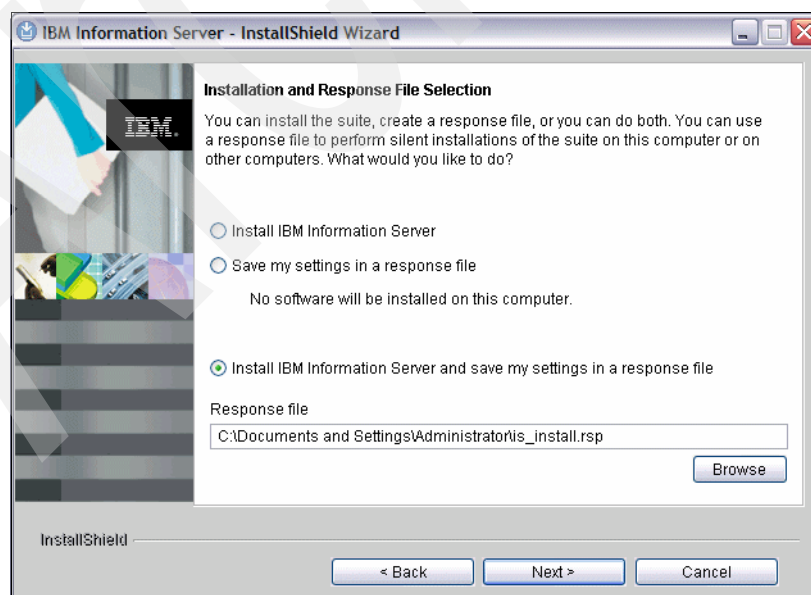 IBM Information Server - InstallShield Wizard
IBM.
Installation and Response File Selection
You can install the suite, create a response file, or you can do both. You can use
a response file to perform silent installations of the suite on this computer or on
other computers. What would you like to do?
Install IBM Information Server
Save my settings in a response file
No software will be installed on this computer.
Install IBM Information Server and save my settings in a response file
Response file
C:\Documents and Settings\Administrator\is_install.rsp
Browse
InstallShield
< Back
Next >
Cancel